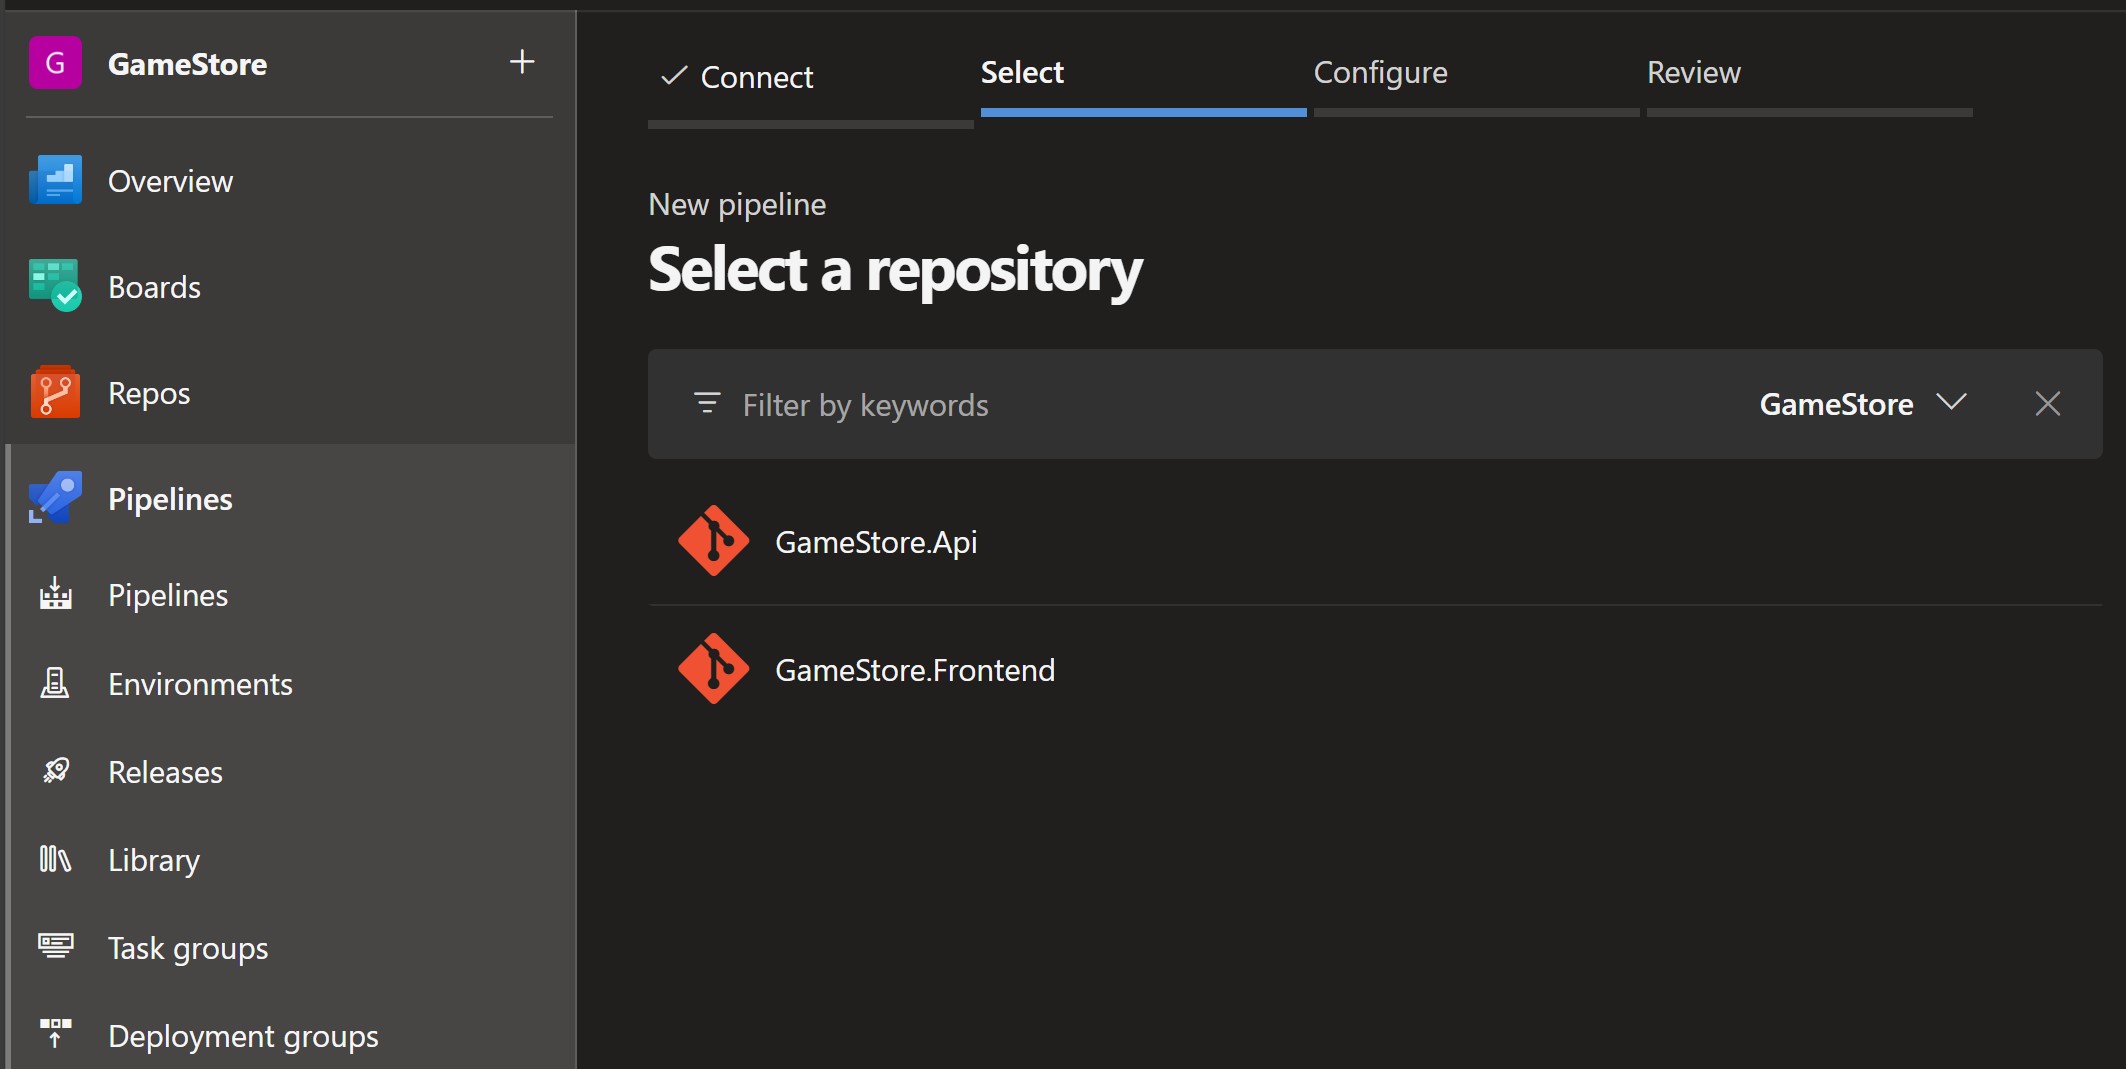 G GameStore +
Overview
Boards
Repos
Pipelines
Pipelines
Environments
Releases
Library
Task groups
Deployment groups
Connect Select Configure Review
New pipeline
Select a repository
Filter by keywords GameStore
GameStore.Api
GameStore.Frontend